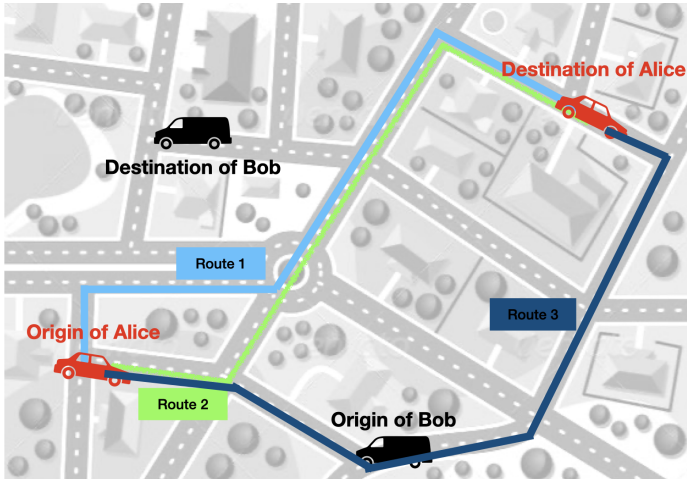 Destination of Alice
Destination of Bob
Route 1
Route 3
Origin of Alice
Route 2
Origin of Bob